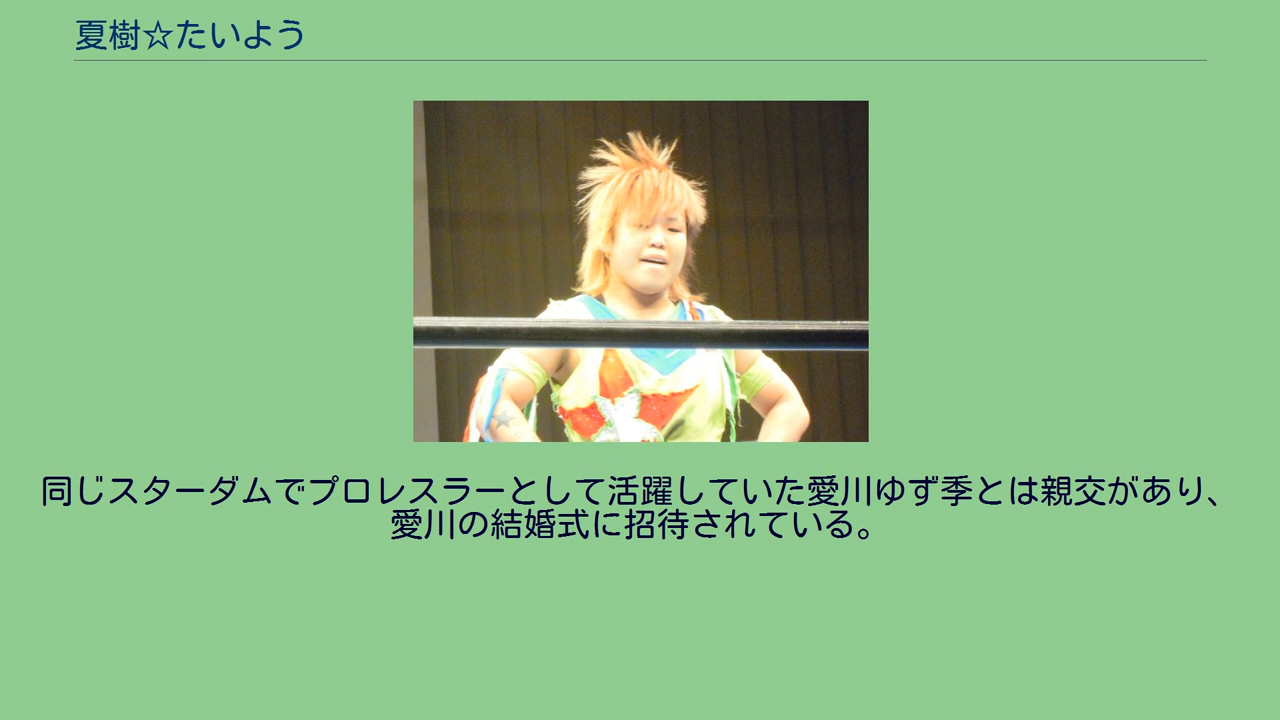 夏樹☆たいよう
同じスターダムでプロレスラーとして活躍していた愛川ゆず季とは親交があり、
愛川の結婚式に招待されている。